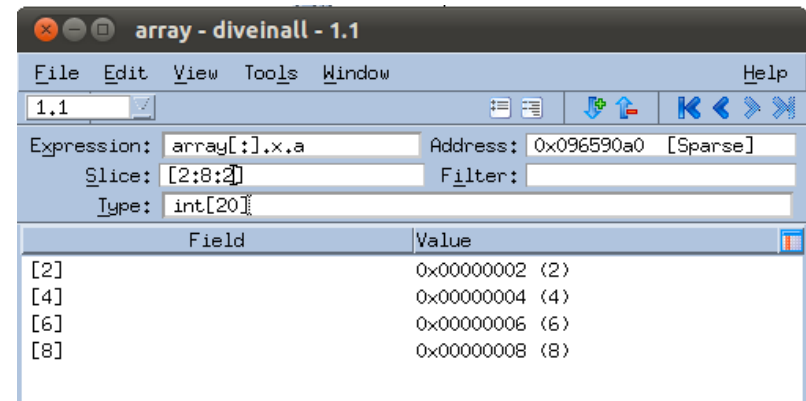 array - diveinall - 1.1
File Edit View Tools Window Help
1.1
Expression: array[:].x.a Address: 0x096590a0 [Sparse]
Slice: [2:8:2] Filter:
Type: int[20]
Field Value
[2] 0x00000002 (2)
[4] 0x00000004 (4)
[6] 0x00000006 (6)
[8] 0x00000008 (8)